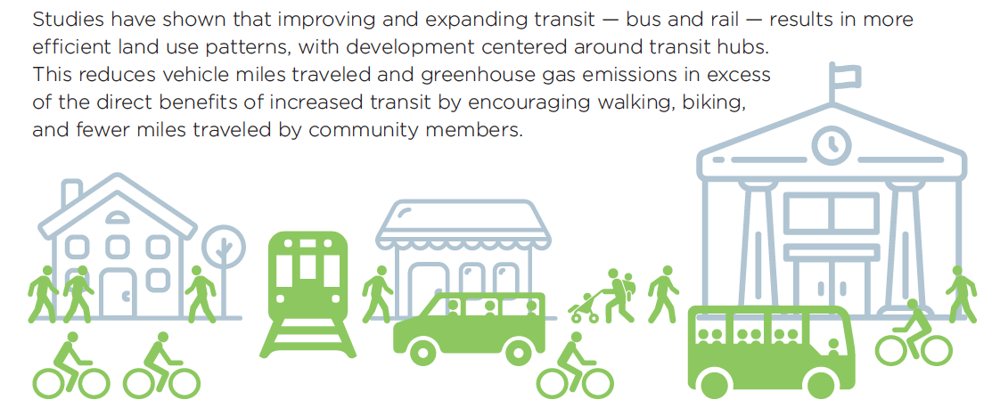 Studies have shown that improving and expanding transit — bus and rail — results in more
efficient land use patterns, with development centered around transit hubs.
This reduces vehicle miles traveled and greenhouse gas emissions in excess
of the direct benefits of increased transit by encouraging walking, biking,
and fewer miles traveled by community members.